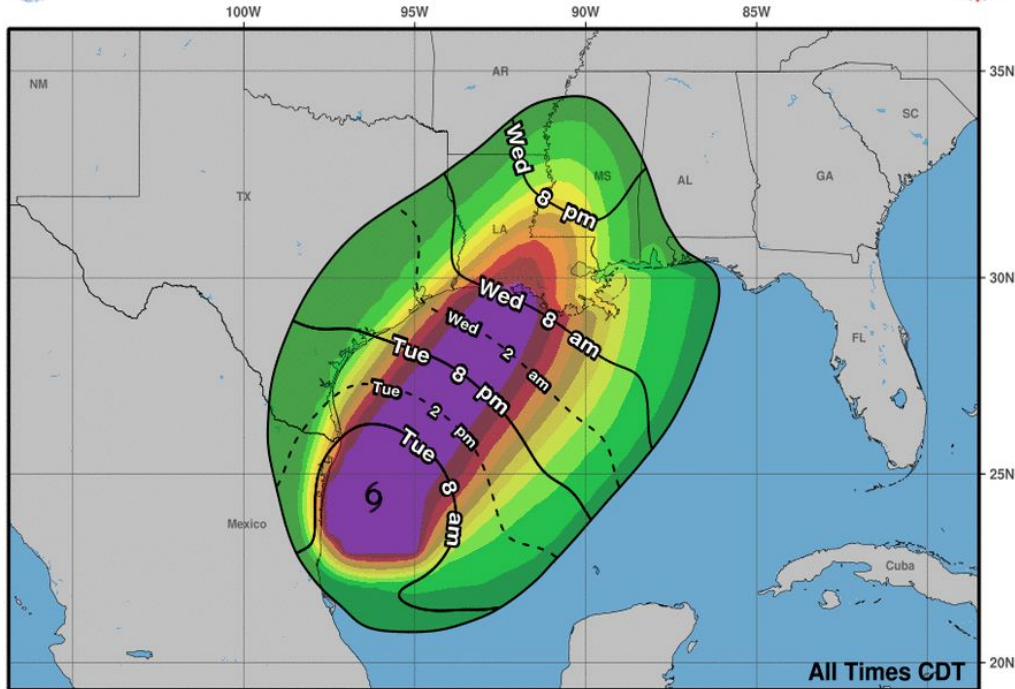 100W 95W 90W 85W
35N
NM
AR
SC
TX
Wed
8 pm
MS
AL
GA
LA
30N
Wed 8 am
Wed 2 am
Tue 8 pm
FL
Tue 2 pm
Tue 8 am
25N
Mexico
Cuba
20N
All Times CDT